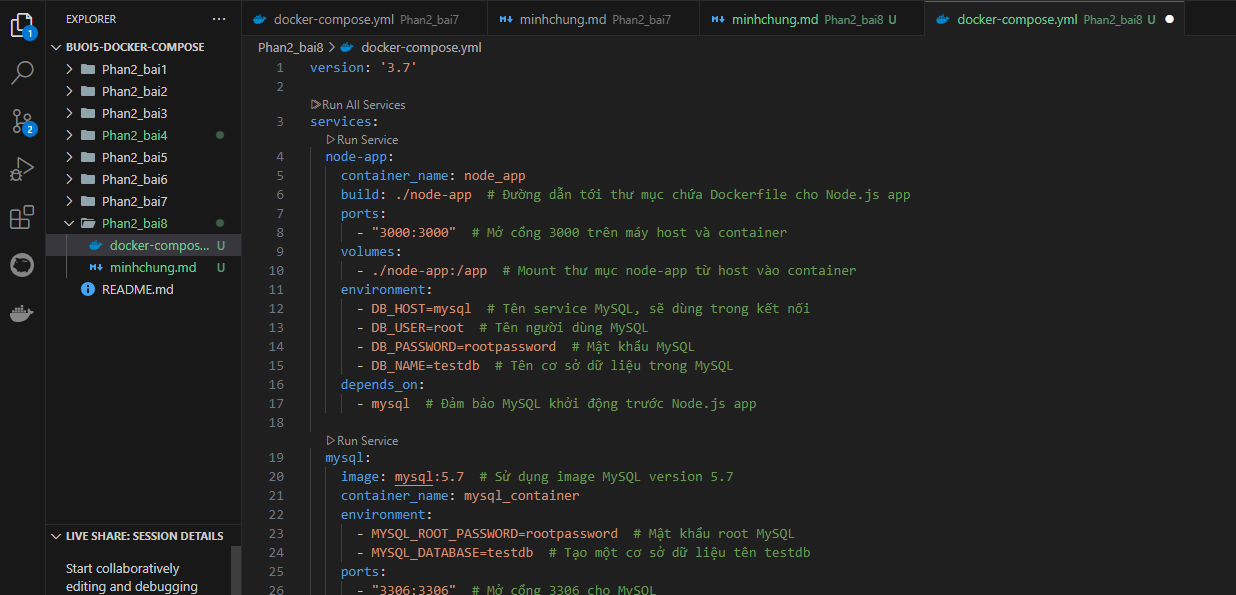 EXPLORER ...
BUOI5-DOCKER-COMPOSE
Phan2_bai1
Phan2_bai2
Phan2_bai3
Phan2_bai4
Phan2_bai5
Phan2_bai6
Phan2_bai7
Phan2_bai8
docker-compos... U
minhchung.md U
README.md
LIVE SHARE: SESSION DETAILS
Start collaboratively
editing and debugging
1
2
docker-compose.yml Phan2_bai7
minhchung.md Phan2_bai7
minhchung.md Phan2_bai8 U
docker-compose.yml Phan2_bai8 U
Phan2_bai8 > docker-compose.yml
1 version: '3.7'
2
Run All Services
3 services:
Run Service
4 node-app:
5 container_name: node_app
6 build: ./node-app # Đường dẫn tới thư mục chứa Dockerfile cho Node.js app
7 ports:
8 - "3000:3000" # Mở cổng 3000 trên máy host và container
9 volumes:
10 - ./node-app:/app # Mount thư mục node-app từ host vào container
11 environment:
12 - DB_HOST=mysql # Tên service MySQL, sẽ dùng trong kết nối
13 - DB_USER=root # Tên người dùng MySQL
14 - DB_PASSWORD=rootpassword # Mật khẩu MySQL
15 - DB_NAME=testdb # Tên cơ sở dữ liệu trong MySQL
16 depends_on:
17 - mysql # Đảm bảo MySQL khởi động trước Node.js app
18
Run Service
19 mysql:
20 image: mysql:5.7 # Sử dụng image MySQL version 5.7
21 container_name: mysql_container
22 environment:
23 - MYSQL_ROOT_PASSWORD=rootpassword # Mật khẩu root MySQL
24 - MYSQL_DATABASE=testdb # Tạo một cơ sở dữ liệu tên testdb
25 ports:
26 - "3306:3306" # Mở cổng 3306 cho MySQL